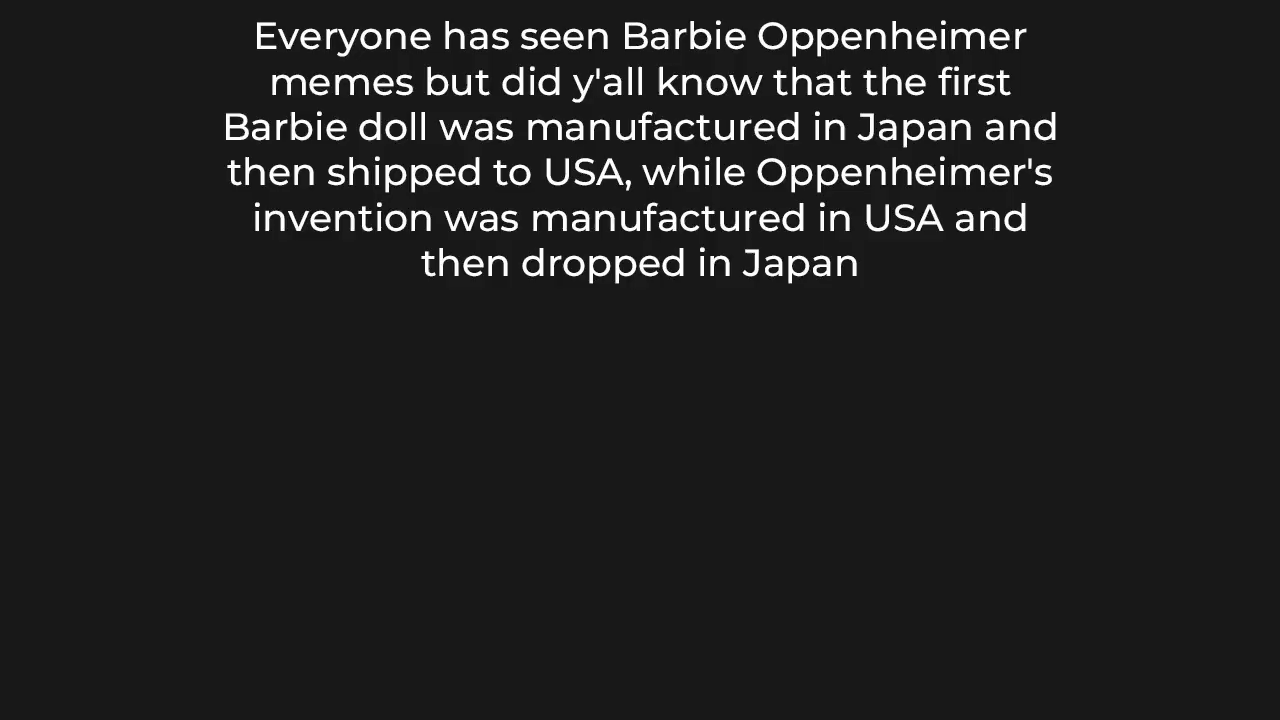 Everyone has seen Barbie Oppenheimer
memes but did y'all know that the first
Barbie doll was manufactured in Japan and
then shipped to USA, while Oppenheimer's
invention was manufactured in USA and
then dropped in Japan